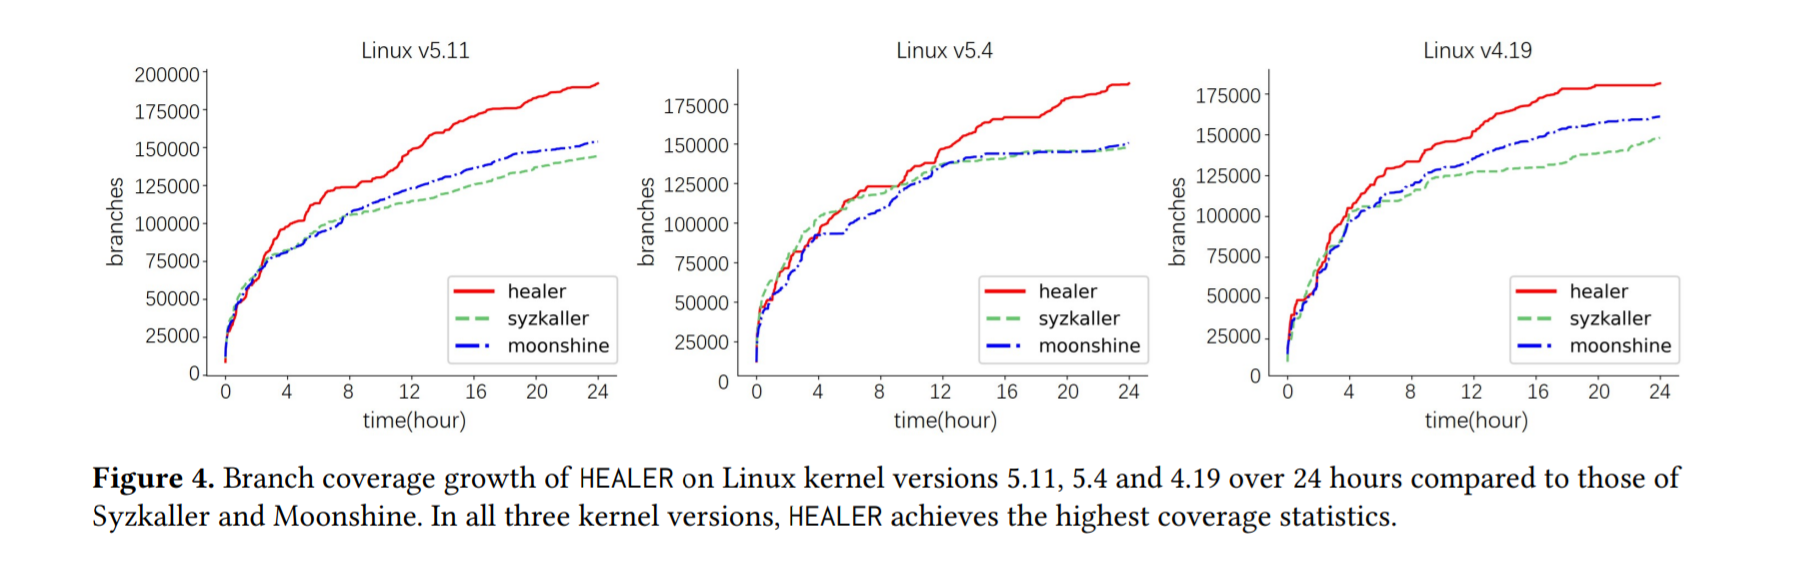 Linux v5.11
200000
175000
150000
125000
100000
75000
50000
25000
0
branches
0 4 8 12 16 20 24
time(hour)
healer
syzkaller
moonshine
Linux v5.4
175000
150000
125000
100000
75000
50000
25000
0
branches
0 4 8 12 16 20 24
time(hour)
healer
syzkaller
moonshine
Linux v4.19
175000
150000
125000
100000
75000
50000
25000
0
branches
0 4 8 12 16 20 24
time(hour)
healer
syzkaller
moonshine
Figure 4. Branch coverage growth of HEALER on Linux kernel versions 5.11, 5.4 and 4.19 over 24 hours compared to those of
Syzkaller and Moonshine. In all three kernel versions, HEALER achieves the highest coverage statistics.